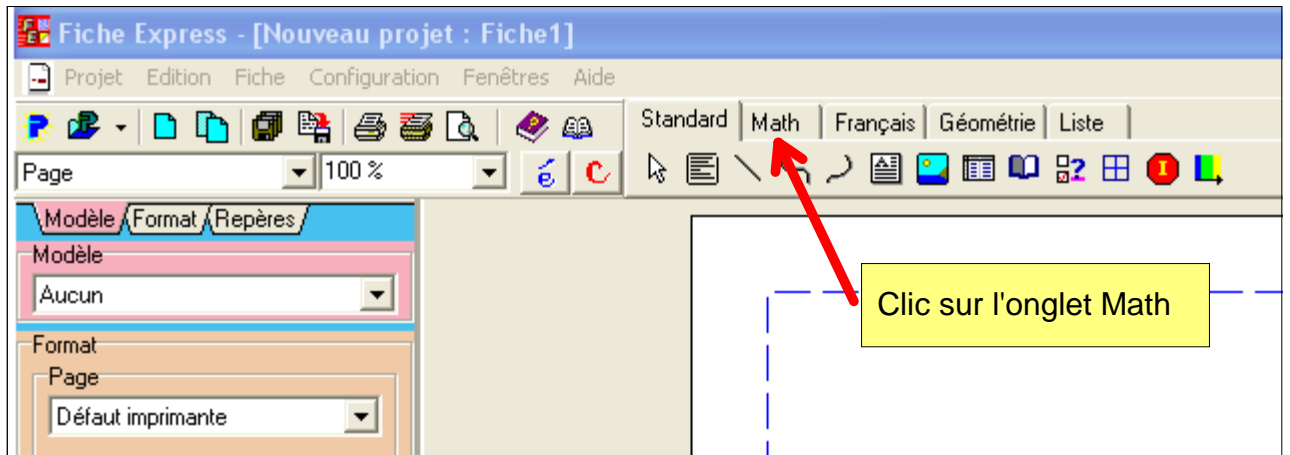 Fiche Express - [Nouveau projet : Fiche1]
Projet Edition Fiche Configuration Fenêtres Aide
Standard Math Français Géométrie Liste
Page 100 % é c
Modèle Format Repères
Modèle
Aucun
Clic sur l'onglet Math
Format
Page
Défaut imprimante